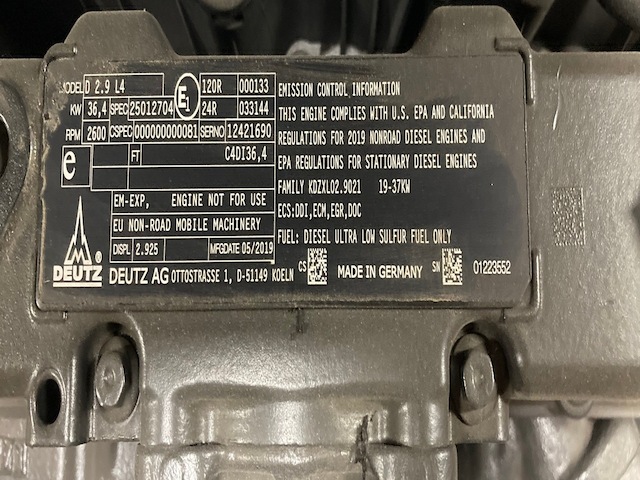 MODEL D 2.9 L4 E1 120R 000133
KW 36,4 SPEC 25012704 24R 033144
RPM 2600 CSPEC 000000000081 SERNO 12421690
e FT C4DI36,4
EM-EXP, ENGINE NOT FOR USE
EU NON-ROAD MOBILE MACHINERY
DISPL 2.925 MFGDATE 05/2019
EMISSION CONTROL INFORMATION
THIS ENGINE COMPLIES WITH U.S. EPA AND CALIFORNIA
REGULATIONS FOR 2019 NONROAD DIESEL ENGINES AND
EPA REGULATIONS FOR STATIONARY DIESEL ENGINES
FAMILY KDZXL02.9021 19-37KW
ECS:DDI,ECM,EGR,DOC
FUEL: DIESEL ULTRA LOW SULFUR FUEL ONLY
DEUTZ ® DEUTZ AG OTTOSTRASSE 1, D-51149 KOELN CS MADE IN GERMANY SN 01223552